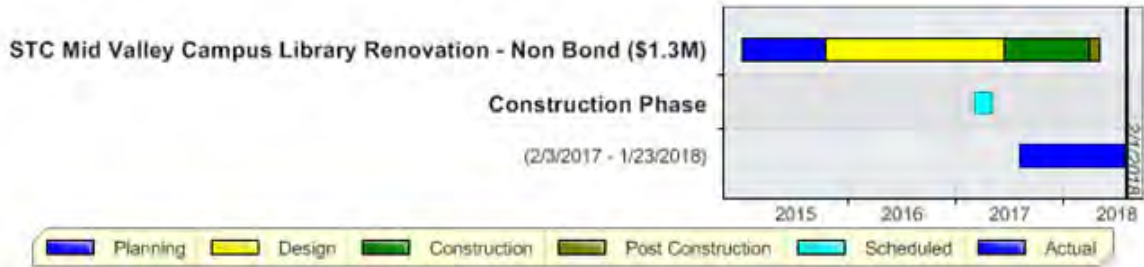 STC Mid Valley Campus Library Renovation - Non Bond ($1.3M)
Construction Phase
(2/3/2017 - 1/23/2018)
2/1/2018
2015 2016 2017 2018
Planning Design Construction Post Construction Scheduled Actual